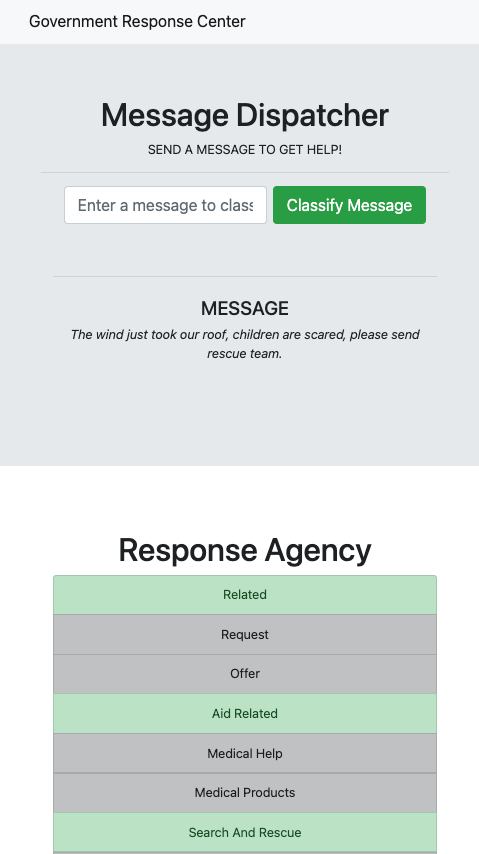 Government Response Center
Message Dispatcher
SEND A MESSAGE TO GET HELP!
Enter a message to class
Classify Message
MESSAGE
The wind just took our roof, children are scared, please send
rescue team.
Response Agency
Related
Request
Offer
Aid Related
Medical Help
Medical Products
Search And Rescue